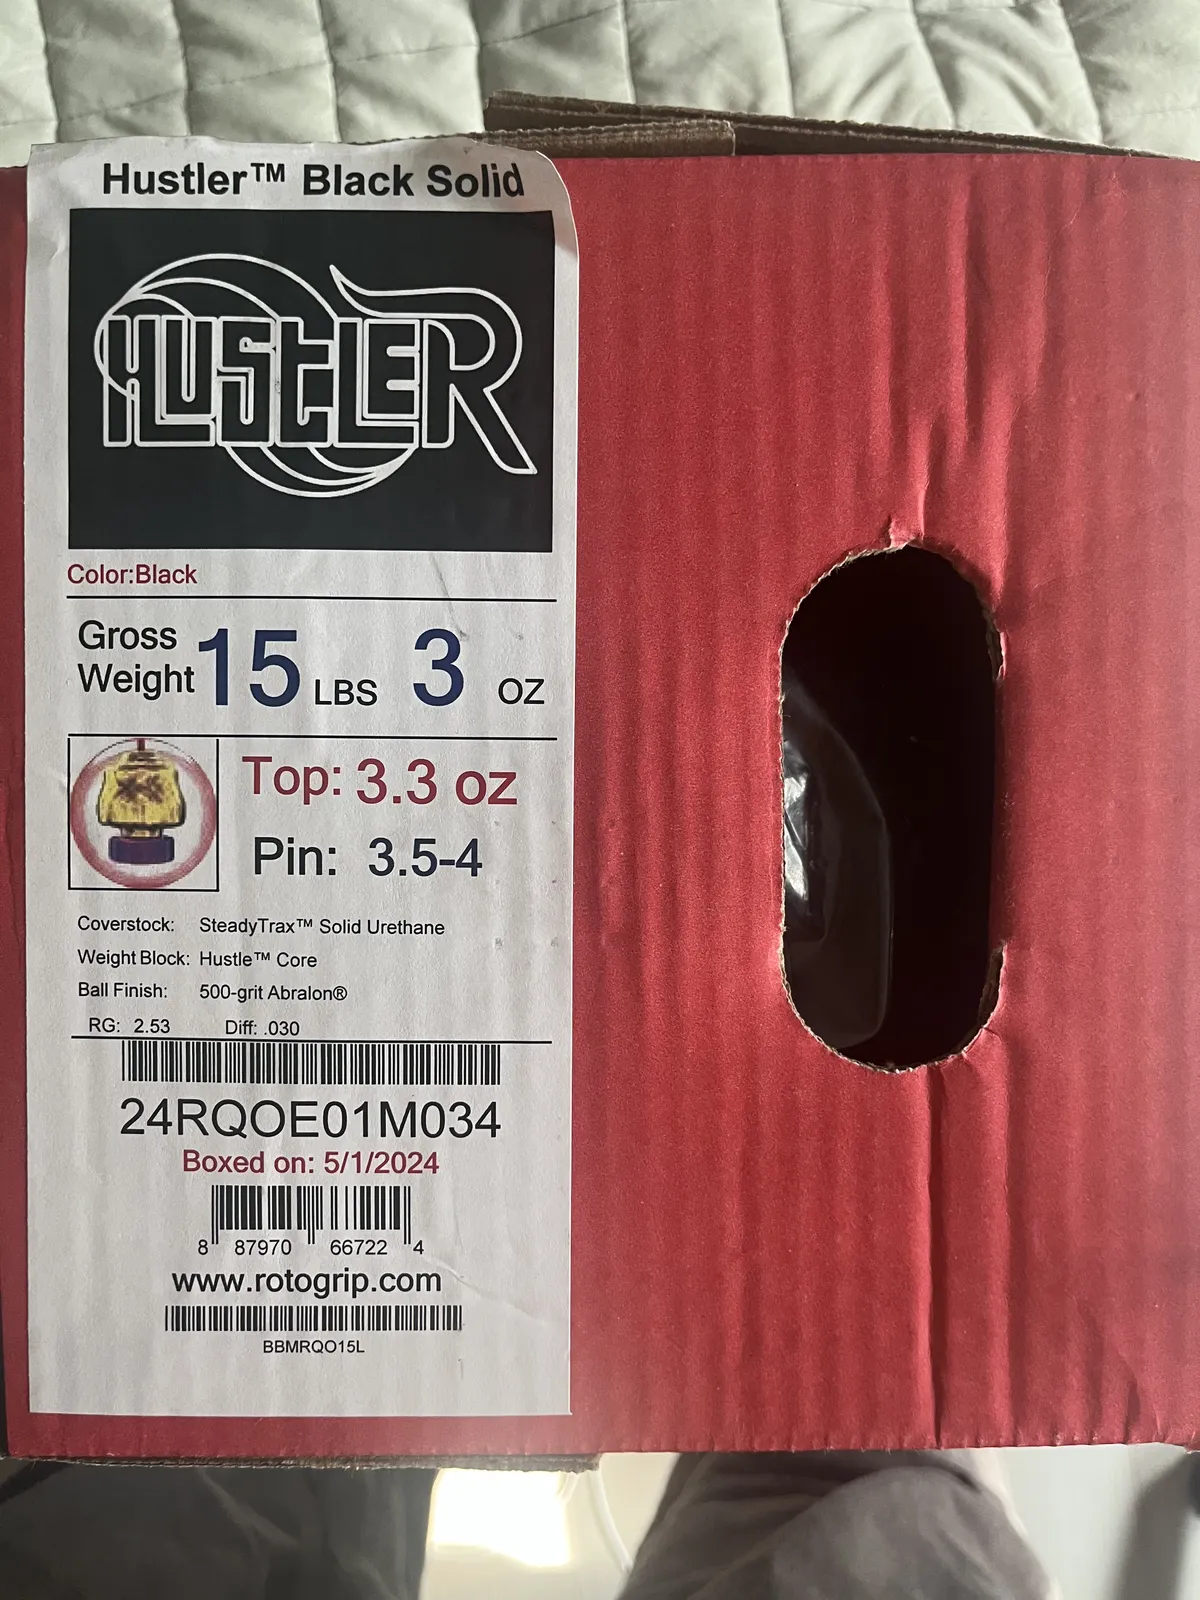 Hustler™ Black Solid
HUSTLER
Color:Black
Gross Weight 15 LBS 3 OZ
Top: 3.3 oz
Pin: 3.5-4
Coverstock: SteadyTrax™ Solid Urethane
Weight Block: Hustle™ Core
Ball Finish: 500-grit Abralon®
RG: 2.53 Diff: .030
24RQOE01M034
Boxed on: 5/1/2024
8 87970 66722 4
www.rotogrip.com
BBMRQO15L